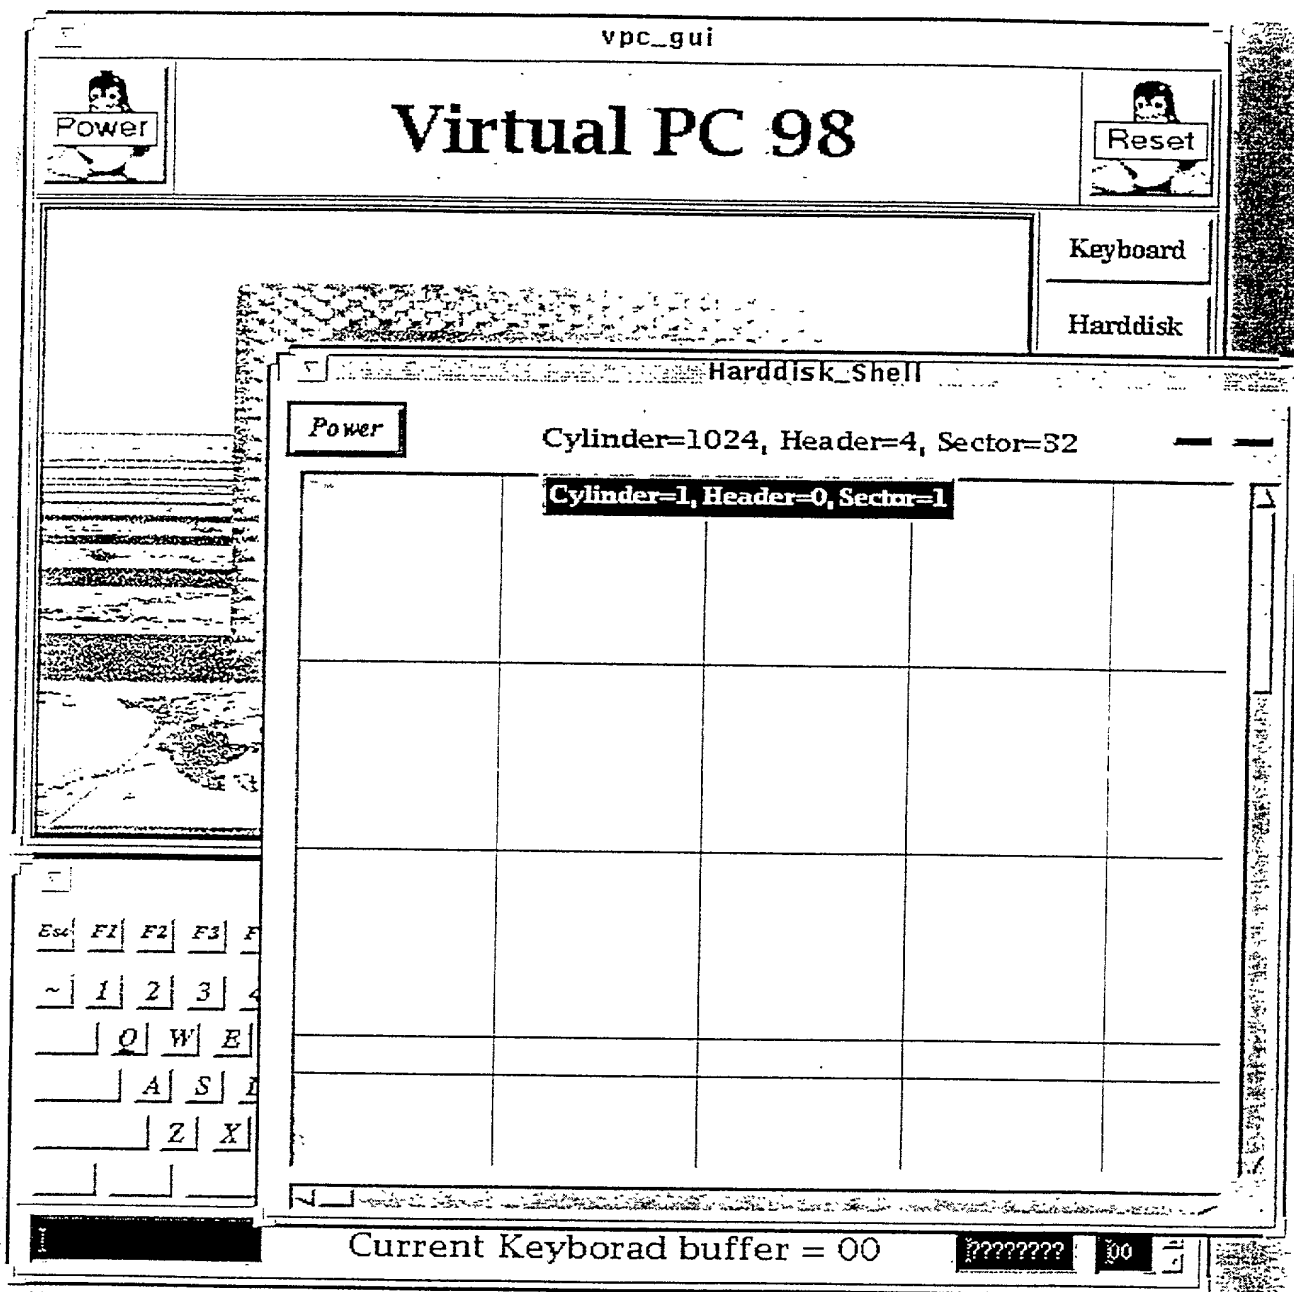 vpc_gui
Power
Virtual PC 98
Reset
Keyboard
Harddisk
Harddisk_Shell
Power
Cylinder=1024, Header=4, Sector=32
Cylinder=1, Header=0, Sector=1
Esc F1 F2 F3 F
~ 1 2 3 4
Q W E
A S
Z X
Current Keyborad buffer = 00
???????? 00